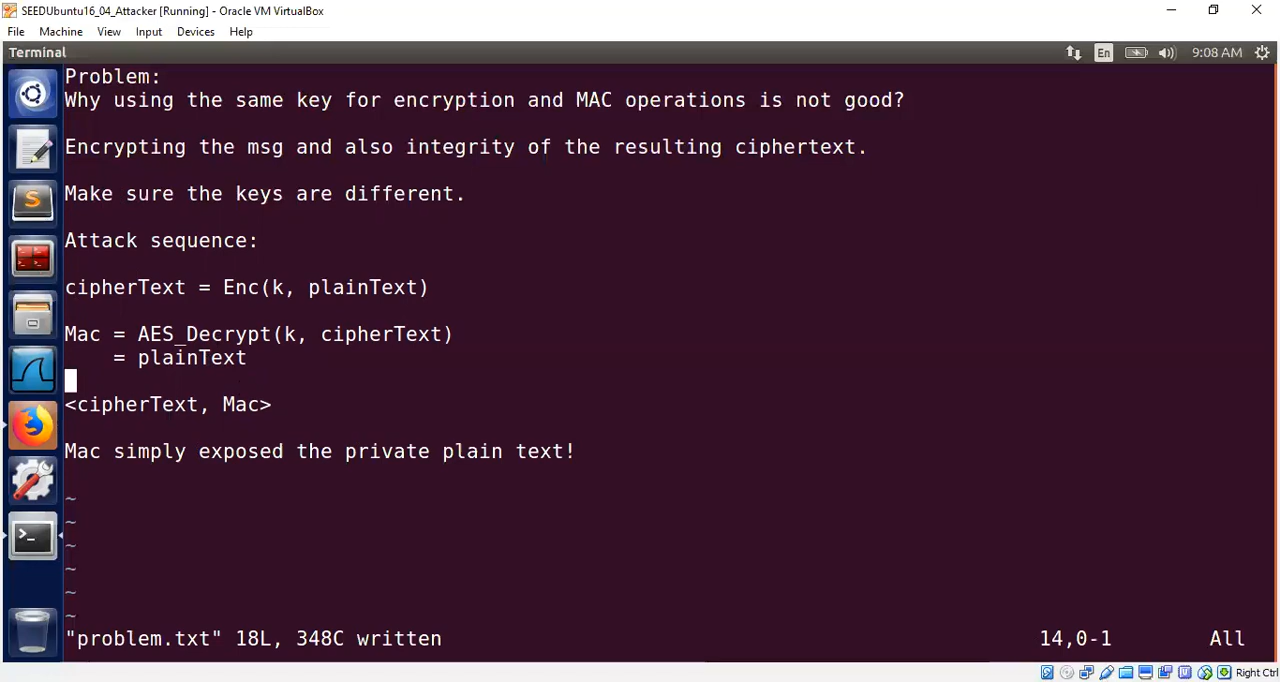 SEEDUbuntu16_04_Attacker [Running] - Oracle VM VirtualBox
File Machine View Input Devices Help
Terminal En 9:08 AM
Problem:
Why using the same key for encryption and MAC operations is not good?
Encrypting the msg and also integrity of the resulting ciphertext.
Make sure the keys are different.
Attack sequence:
cipherText = Enc(k, plainText)
Mac = AES_Decrypt(k, cipherText)
= plainText
<cipherText, Mac>
Mac simply exposed the private plain text!
~
~
~
~
~
~
"problem.txt" 18L, 348C written 14,0-1 All
Right Ctrl